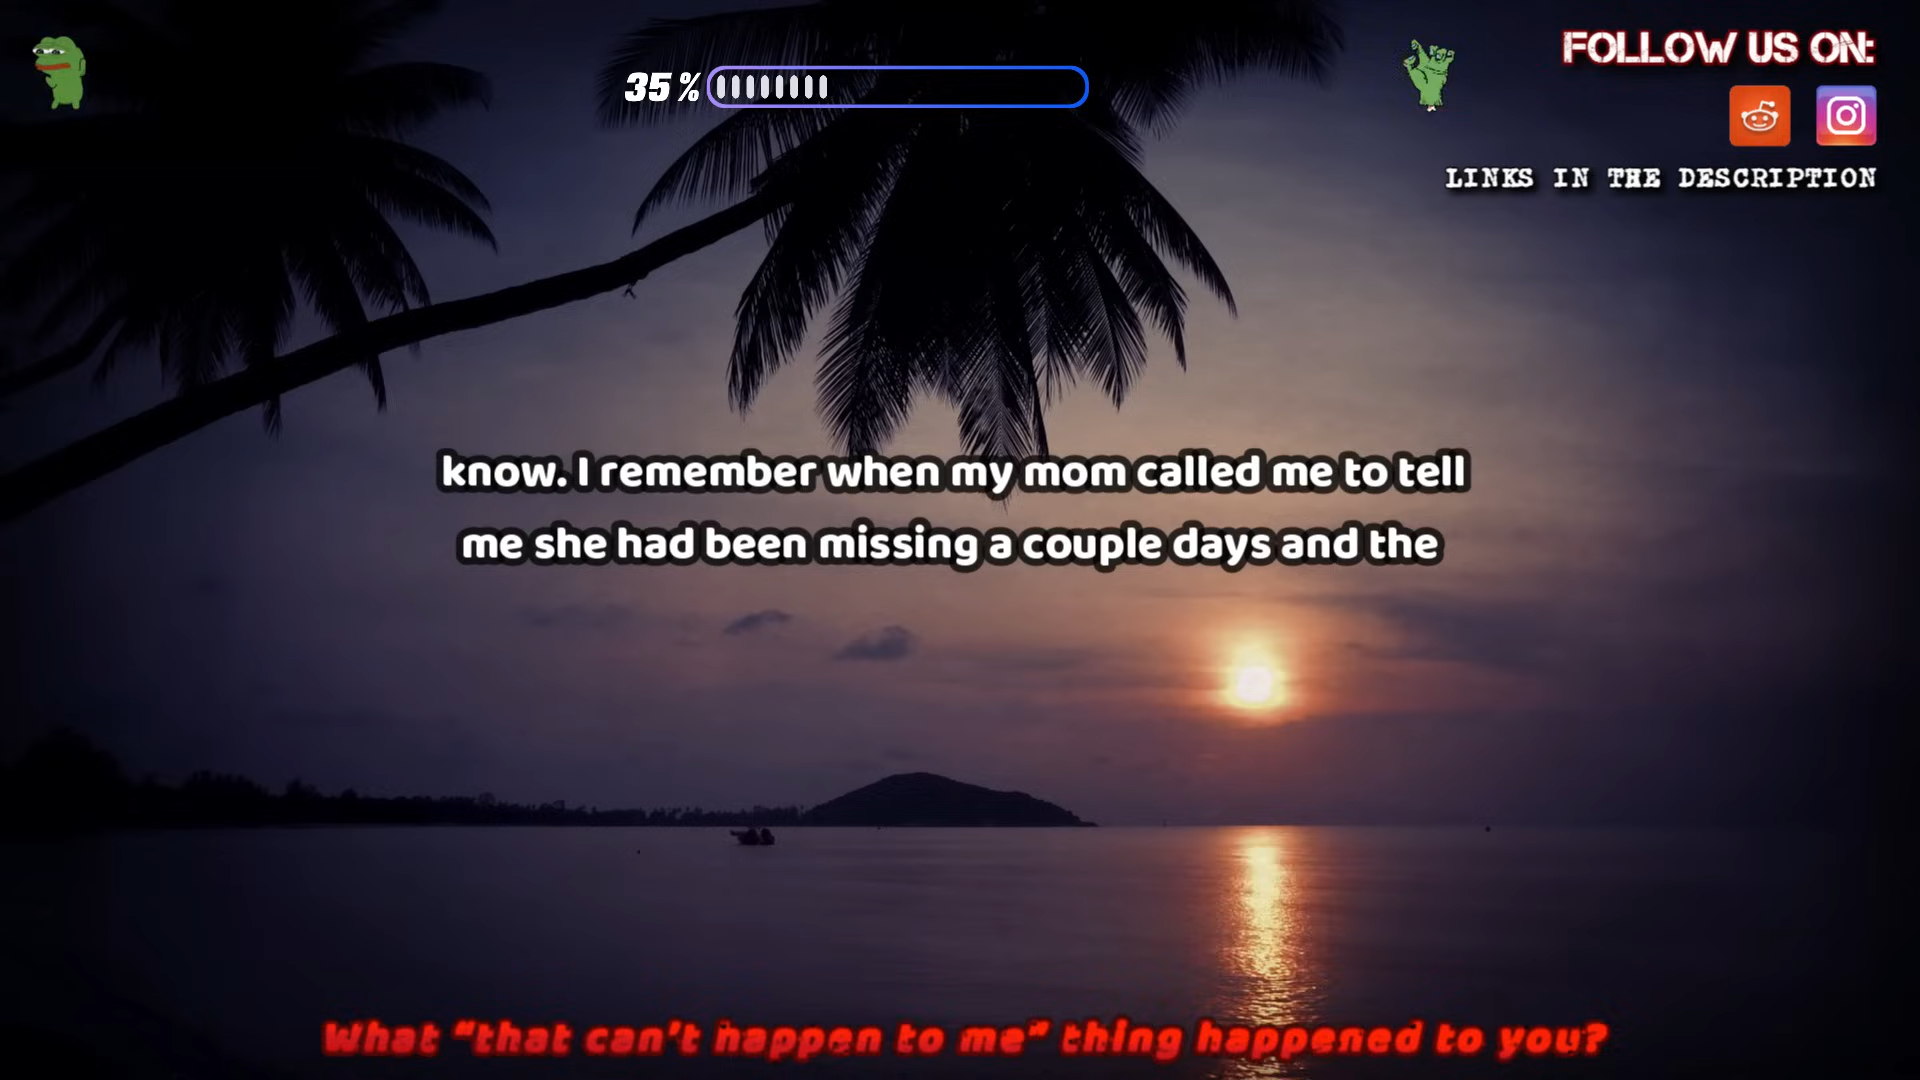 35 %
FOLLOW US ON:
LINKS IN THE DESCRIPTION
know. I remember when my mom called me to tell
me she had been missing a couple days and the
What “that can’t happen to me” thing happened to you?